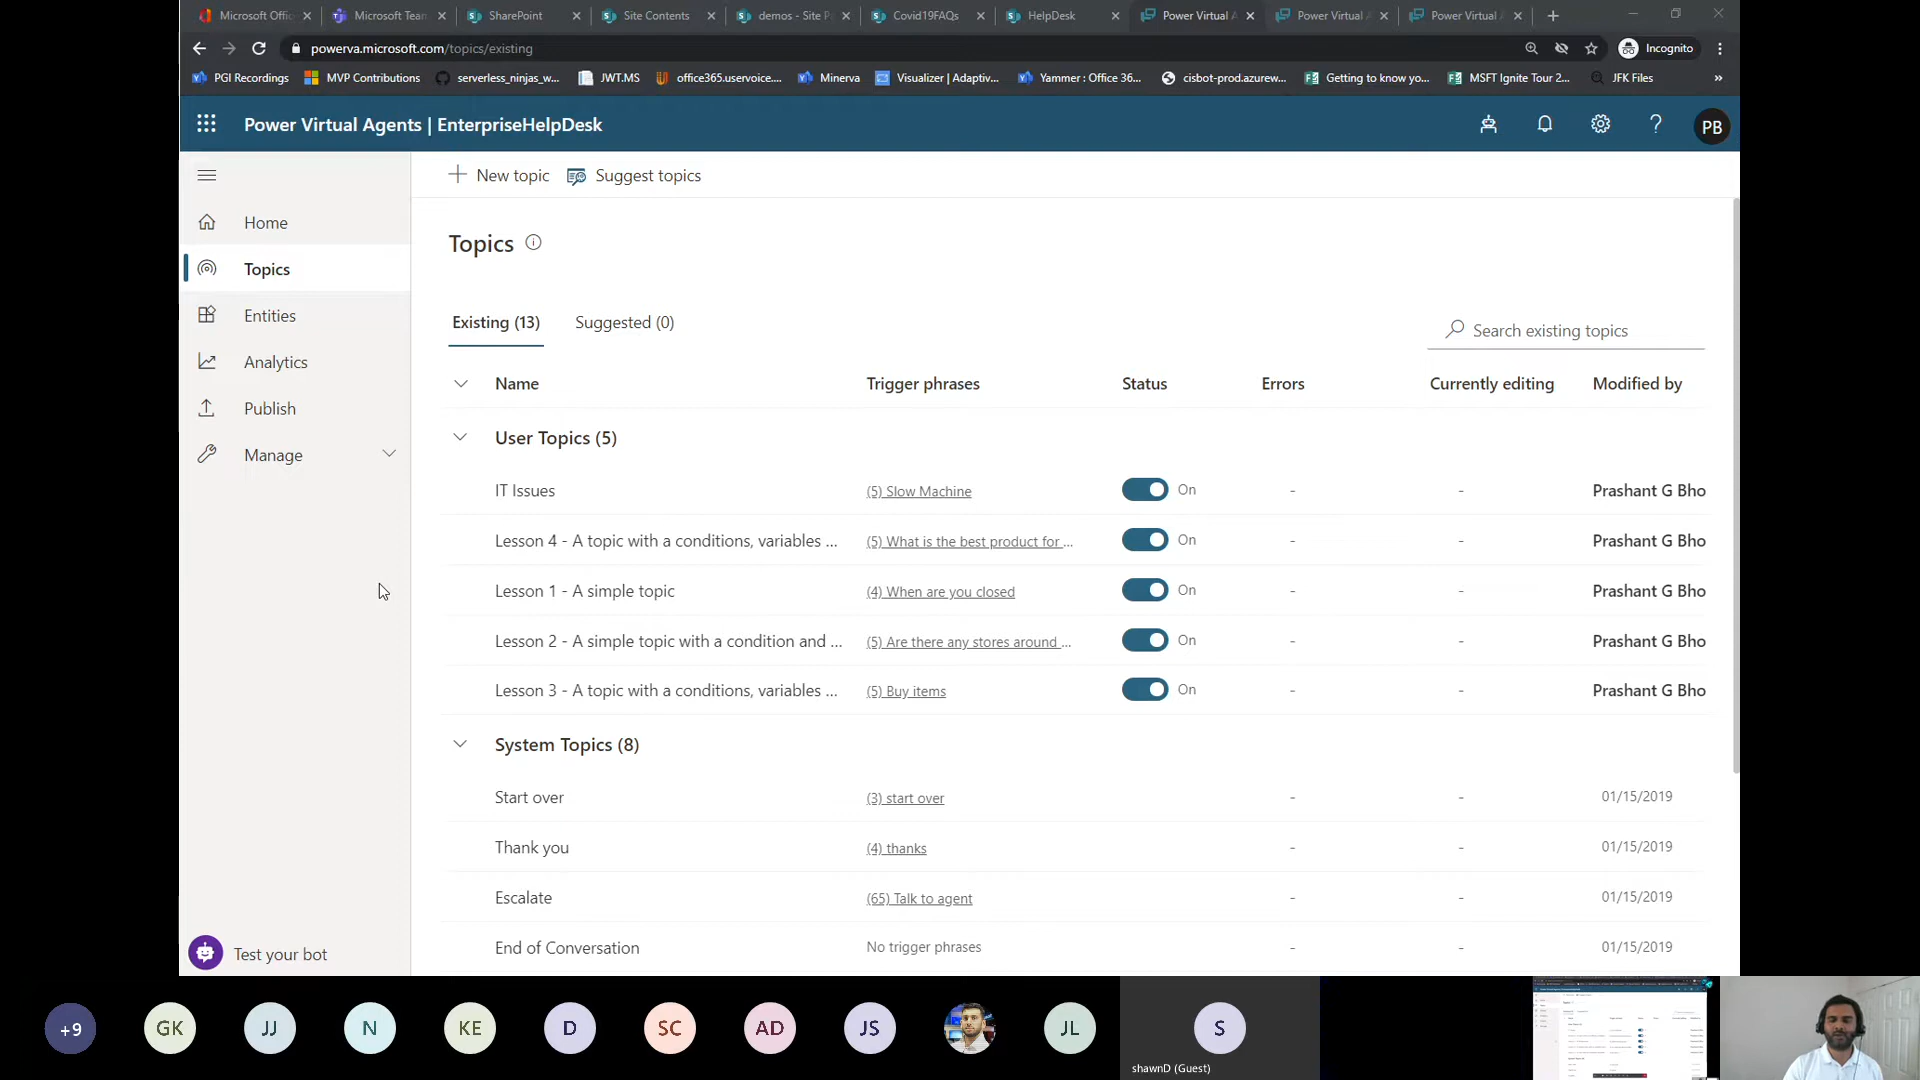 Microsoft Offic
Microsoft Team
SharePoint
Site Contents
demos - Site P
Covid19FAQs
HelpDesk
Power Virtual A
Power Virtual A
Power Virtual A
powerva.microsoft.com/topics/existing
Incognito
PGI Recordings
MVP Contributions
serverless_ninjas_w...
JWT.MS
office365.uservoice....
Minerva
Visualizer | Adaptiv...
Yammer : Office 36...
cisbot-prod.azurew...
Getting to know yo...
MSFT Ignite Tour 2...
JFK Files
»
Power Virtual Agents | EnterpriseHelpDesk
?
PB
New topic
Suggest topics
Home
Topics
Entities
Analytics
Publish
Manage
Test your bot
Topics
Existing (13)
Suggested (0)
Search existing topics
Name
Trigger phrases
Status
Errors
Currently editing
Modified by
User Topics (5)
IT Issues
(5) Slow Machine
On
-
-
Prashant G Bho
Lesson 4 - A topic with a conditions, variables ...
(5) What is the best product for ...
On
-
-
Prashant G Bho
Lesson 1 - A simple topic
(4) When are you closed
On
-
-
Prashant G Bho
Lesson 2 - A simple topic with a condition and ...
(5) Are there any stores around ...
On
-
-
Prashant G Bho
Lesson 3 - A topic with a conditions, variables ...
(5) Buy items
On
-
-
Prashant G Bho
System Topics (8)
Start over
(3) start over
-
-
01/15/2019
Thank you
(4) thanks
-
-
01/15/2019
Escalate
(65) Talk to agent
-
-
01/15/2019
End of Conversation
No trigger phrases
-
-
01/15/2019
+9
GK
JJ
N
KE
D
SC
AD
JS
JL
S
shawnD (Guest)